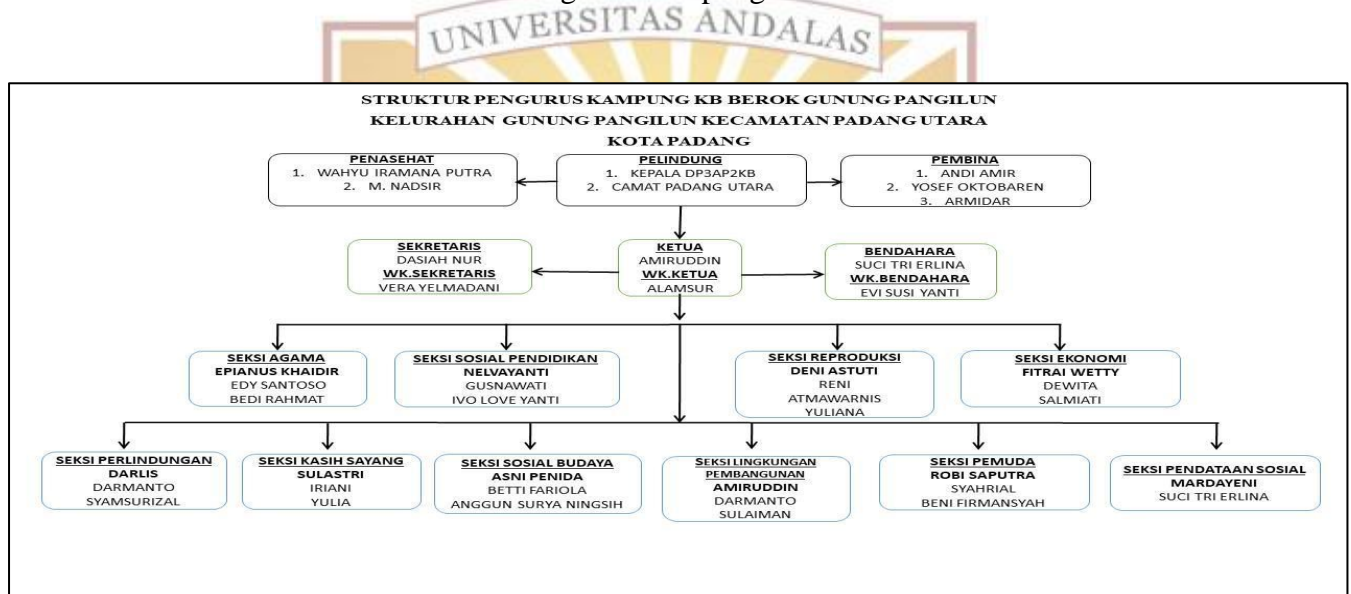 UNIVERSITAS ANDALAS
STRUKTUR PENGURUS KAMPUNG KB BEROK GUNUNG PANGILUN
KELURAHAN GUNUNG PANGILUN KECAMATAN PADANG UTARA
KOTA PADANG
PENASEHAT
1. WAHYU IRAMANA PUTRA
2. M. NADSIR
PELINDUNG
1. KEPALA DP3AP2KB
2. CAMAT PADANG UTARA
PEMBINA
1. ANDI AMIR
2. YOSEF OKTOBAREN
3. ARMIDAR
SEKRETARIS
DASIAH NUR
WK.SEKRETARIS
VERA YELMADANI
KETUA
AMIRUDDIN
WK.KETUA
ALAMSUR
BENDAHARA
SUCI TRI ERLINA
WK.BENDAHARA
EVI SUSI YANTI
SEKSI AGAMA
EPIANUS KHAIDIR
EDY SANTOSO
BEDI RAHMAT
SEKSI SOSIAL PENDIDIKAN
NELVAYANTI
GUSNAWATI
IVO LOVE YANTI
SEKSI REPRODUKSI
DENI ASTUTI
RENI
ATMAWARNIS
YULIANA
SEKSI EKONOMI
FITRAI WETTY
DEWITA
SALMIATI
SEKSI PERLINDUNGAN
DARLIS
DARMANTO
SYAMSURIZAL
SEKSI KASIH SAYANG
SULASTRI
IRIANI
YULIA
SEKSI SOSIAL BUDAYA
ASNI PENIDA
BETTI FARIOLA
ANGGUN SURYA NINGSIH
SEKSI LINGKUNGAN
PEMBANGUNAN
AMIRUDDIN
DARMANTO
SULAIMAN
SEKSI PEMUDA
ROBI SAPUTRA
SYAHRIAL
BENI FIRMANSYAH
SEKSI PENDATAAN SOSIAL
MARDAYENI
SUCI TRI ERLINA